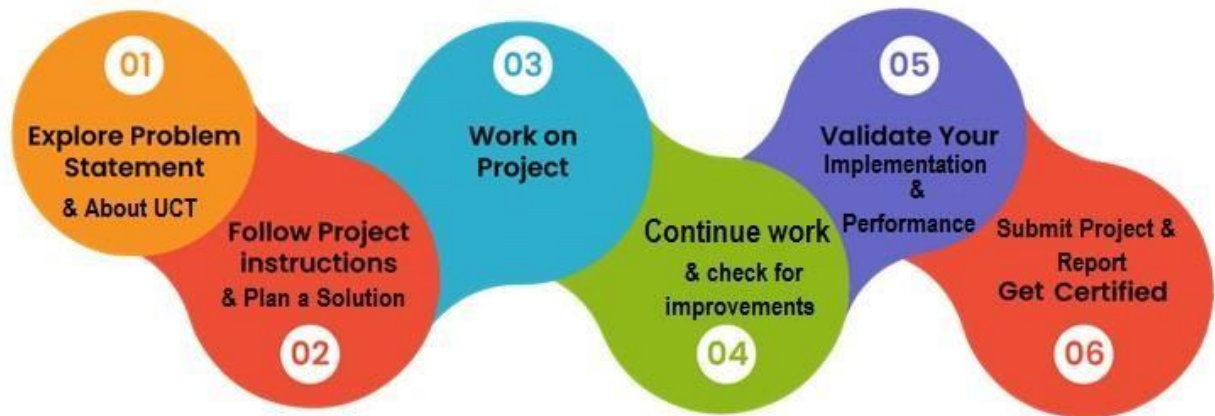 01
Explore Problem
Statement
& About UCT
Follow Project
instructions
& Plan a Solution
02
03
Work on
Project
Continue work
& check for
improvements
04
05
Validate Your
Implementation
&
Performance
Submit Project &
Report
Get Certified
06